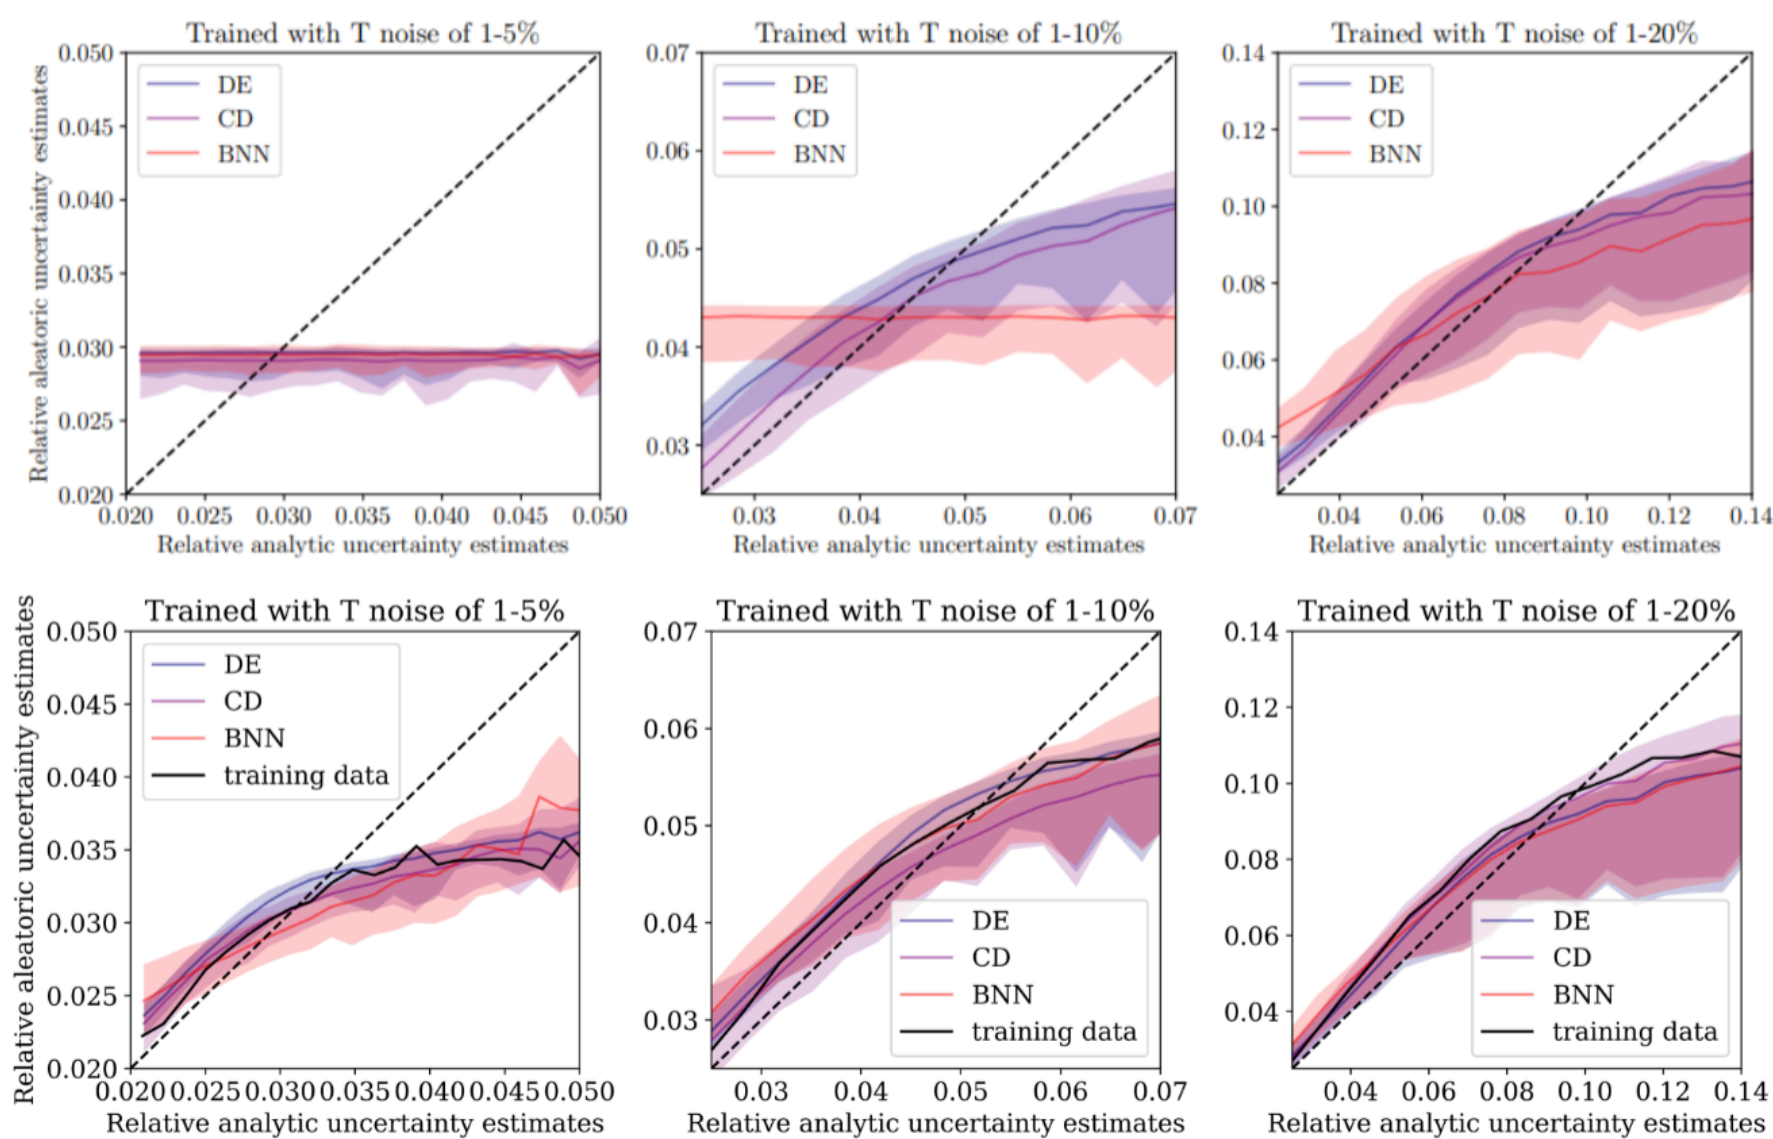 Trained with T noise of 1-5%
Trained with T noise of 1-10%
Trained with T noise of 1-20%
Relative aleatoric uncertainty estimates
0.050
0.045
0.040
0.035
0.030
0.025
0.020
DE
CD
BNN
0.020 0.025 0.030 0.035 0.040 0.045 0.050
Relative analytic uncertainty estimates
0.07
0.06
0.05
0.04
0.03
DE
CD
BNN
0.03 0.04 0.05 0.06 0.07
Relative analytic uncertainty estimates
0.14
0.12
0.10
0.08
0.06
0.04
DE
CD
BNN
0.04 0.06 0.08 0.10 0.12 0.14
Relative analytic uncertainty estimates
Trained with T noise of 1-5%
Trained with T noise of 1-10%
Trained with T noise of 1-20%
Relative aleatoric uncertainty estimates
0.050
0.045
0.040
0.035
0.030
0.025
0.020
DE
CD
BNN
training data
0.020 0.025 0.030 0.035 0.040 0.045 0.050
Relative analytic uncertainty estimates
0.07
0.06
0.05
0.04
0.03
DE
CD
BNN
training data
0.03 0.04 0.05 0.06 0.07
Relative analytic uncertainty estimates
0.14
0.12
0.10
0.08
0.06
0.04
DE
CD
BNN
training data
0.04 0.06 0.08 0.10 0.12 0.14
Relative analytic uncertainty estimates